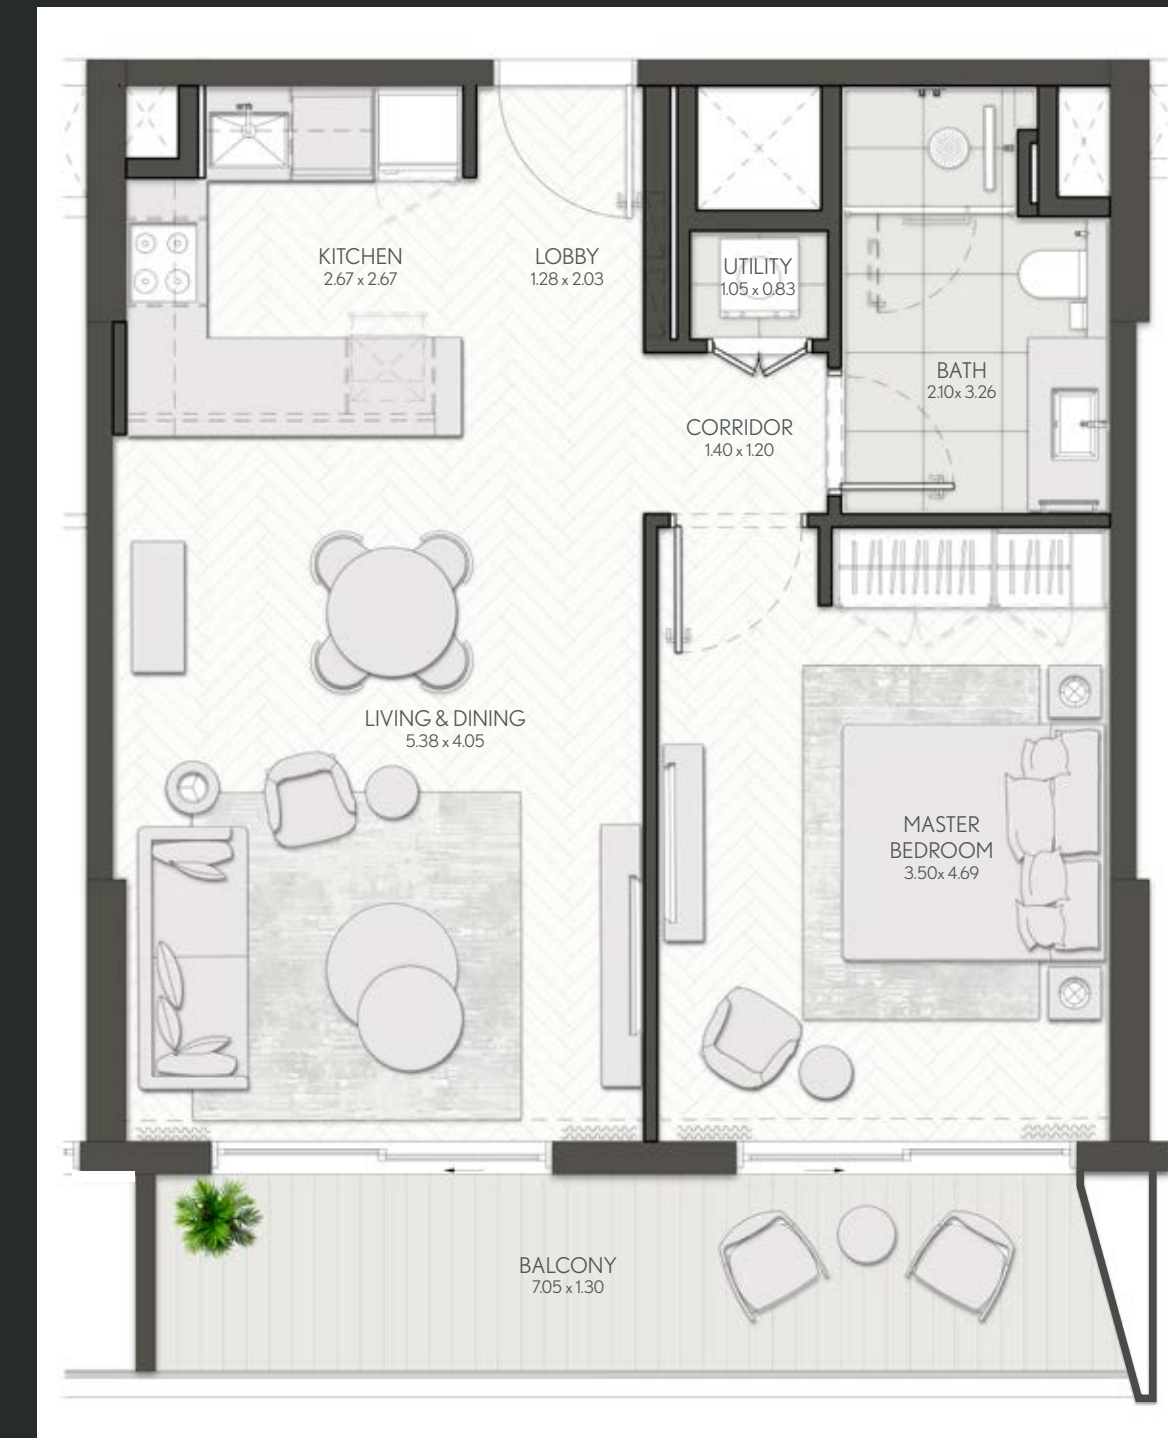 KITCHEN
2.67 x 2.67
LOBBY
1.28 x 2.03
UTILITY
1.05 x 0.83
BATH
2.10x 3.26
CORRIDOR
1.40 x 1.20
LIVING & DINING
5.38 x 4.05
MASTER
BEDROOM
3.50x 4.69
BALCONY
7.05 x 1.30